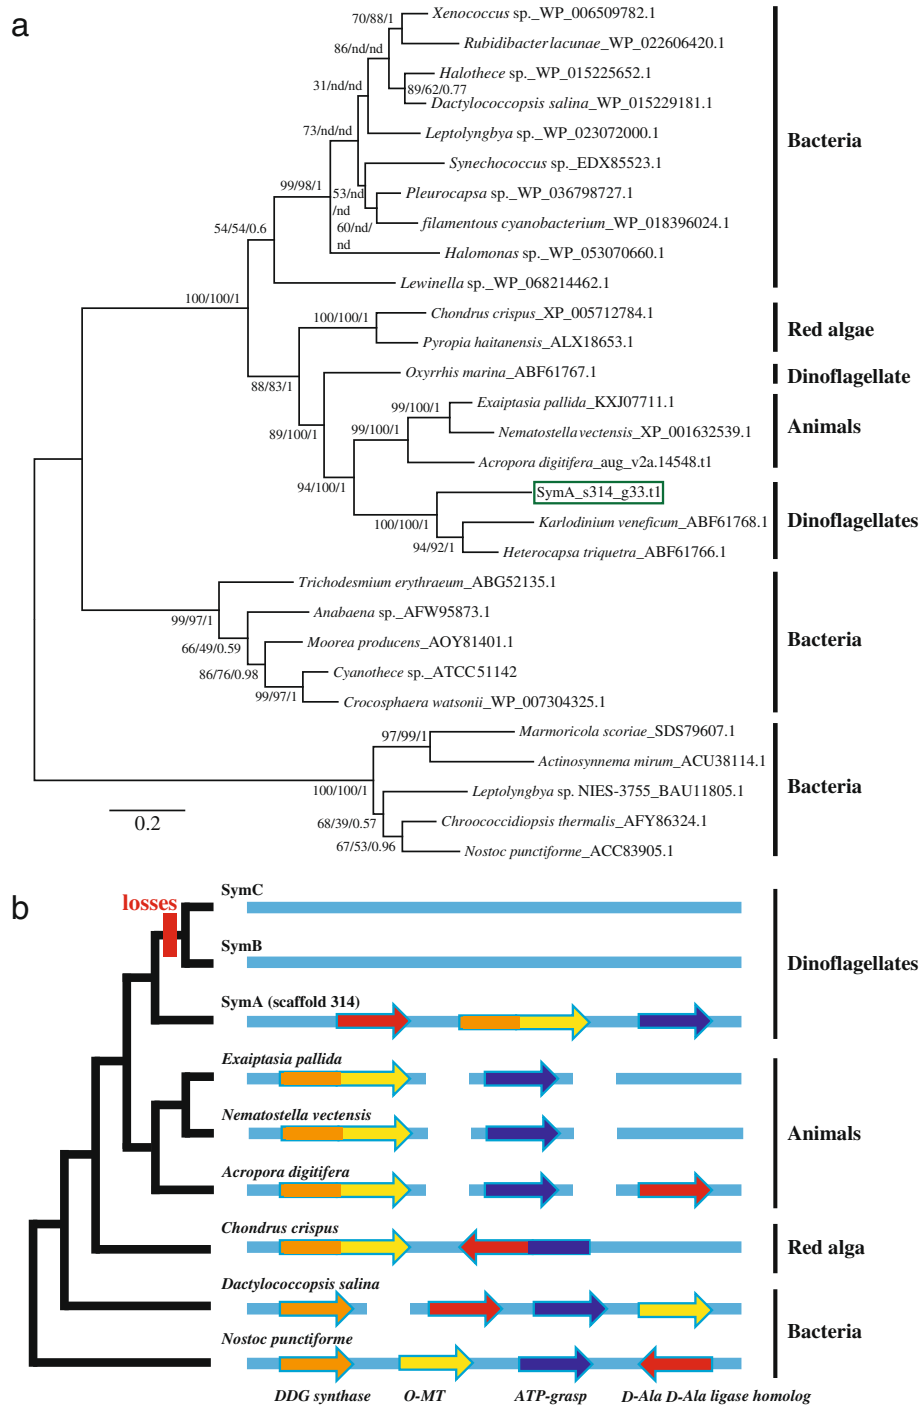 a
Xenococcus sp._WP_006509782.1
70/88/1
Rubidibacter lacunae_WP_022606420.1
86/nd/nd
Halothece sp._WP_015225652.1
31/nd/nd
89/62/0.77
Dactylococcopsis salina_WP_015229181.1
73/nd/nd
Leptolyngbya sp._WP_023072000.1
Bacteria
Synechococcus sp._EDX85523.1
99/98/1
53/nd
/nd
Pleurocapsa sp._WP_036798727.1
60/nd/
nd
filamentous cyanobacterium_WP_018396024.1
54/54/0.6
Halomonas sp._WP_053070660.1
Lewinella sp._WP_068214462.1
100/100/1
Chondrus crispus_XP_005712784.1
100/100/1
Red algae
Pyropia haitanensis_ALX18653.1
Oxyrrhis marina_ABF61767.1
Dinoflagellate
88/83/1
Exaiptasia pallida_KXJ07711.1
99/100/1
Animals
99/100/1
Nematostella vectensis_XP_001632539.1
89/100/1
Acropora digitifera_aug_v2a.14548.t1
94/100/1
SymA_s314_g33.t1
100/100/1
Karlodinium veneficum_ABF61768.1
Dinoflagellates
94/92/1
Heterocapsa triquetra_ABF61766.1
Trichodesmium erythraeum_ABG52135.1
99/97/1
Anabaena sp._AFW95873.1
66/49/0.59
Moorea producens_AOY81401.1
Bacteria
86/76/0.98
Cyanothece sp._ATCC51142
99/97/1
Crocosphaera watsonii_WP_007304325.1
Marmoricola scoriae_SDS79607.1
97/99/1
Actinosynnema mirum_ACU38114.1
100/100/1
Leptolyngbya sp. NIES-3755_BAU11805.1
Bacteria
68/39/0.57
Chroococcidiopsis thermalis_AFY86324.1
67/53/0.96
Nostoc punctiforme_ACC83905.1
0.2
b
losses
SymC
SymB
Dinoflagellates
SymA (scaffold 314)
Exaiptasia pallida
Nematostella vectensis
Animals
Acropora digitifera
Chondrus crispus
Red alga
Dactylococcopsis salina
Bacteria
Nostoc punctiforme
DDG synthase O-MT ATP-grasp D-Ala D-Ala ligase homolog